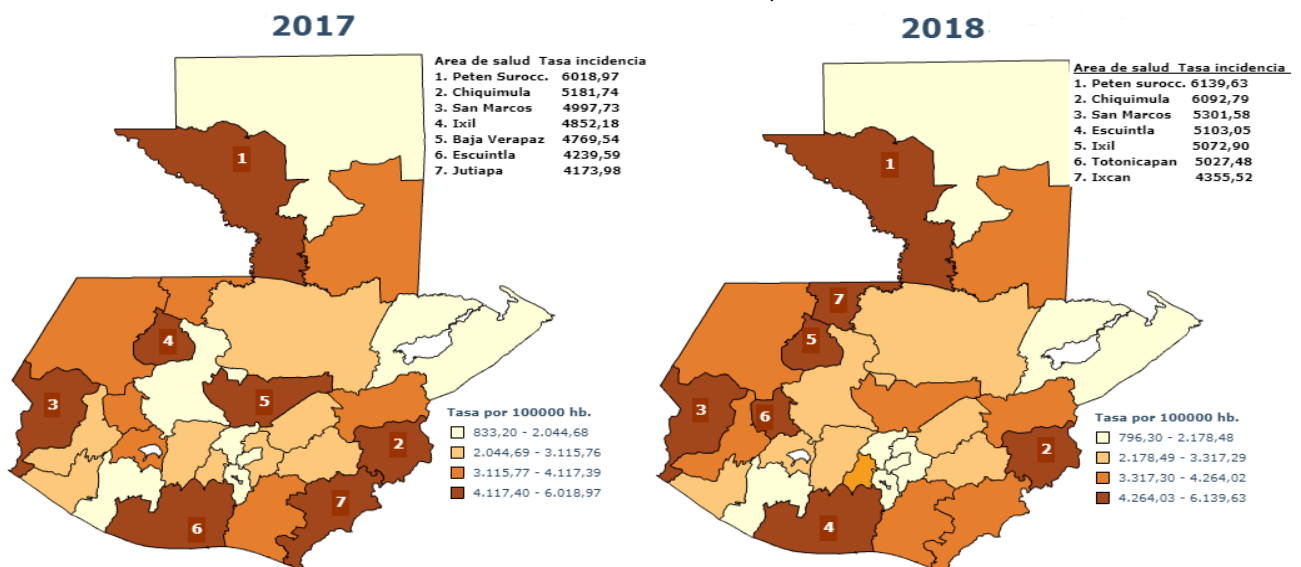 2017
Area de salud Tasa incidencia
1. Peten Surocc. 6018,97
2. Chiquimula 5181,74
3. San Marcos 4997,73
4. Ixil 4852,18
5. Baja Verapaz 4769,54
6. Escuintla 4239,59
7. Jutiapa 4173,98
1
4
3
5
2
7
6
Tasa por 100000 hb.
833,20 - 2.044,68
2.044,69 - 3.115,76
3.115,77 - 4.117,39
4.117,40 - 6.018,97
2018
Area de salud Tasa incidencia
1. Peten surocc. 6139,63
2. Chiquimula 6092,79
3. San Marcos 5301,58
4. Escuintla 5103,05
5. Ixil 5072,90
6. Totonicapan 5027,48
7. Ixcan 4355,52
1
7
5
3
6
2
4
Tasa por 100000 hb.
796,30 - 2.178,48
2.178,49 - 3.317,29
3.317,30 - 4.264,02
4.264,03 - 6.139,63